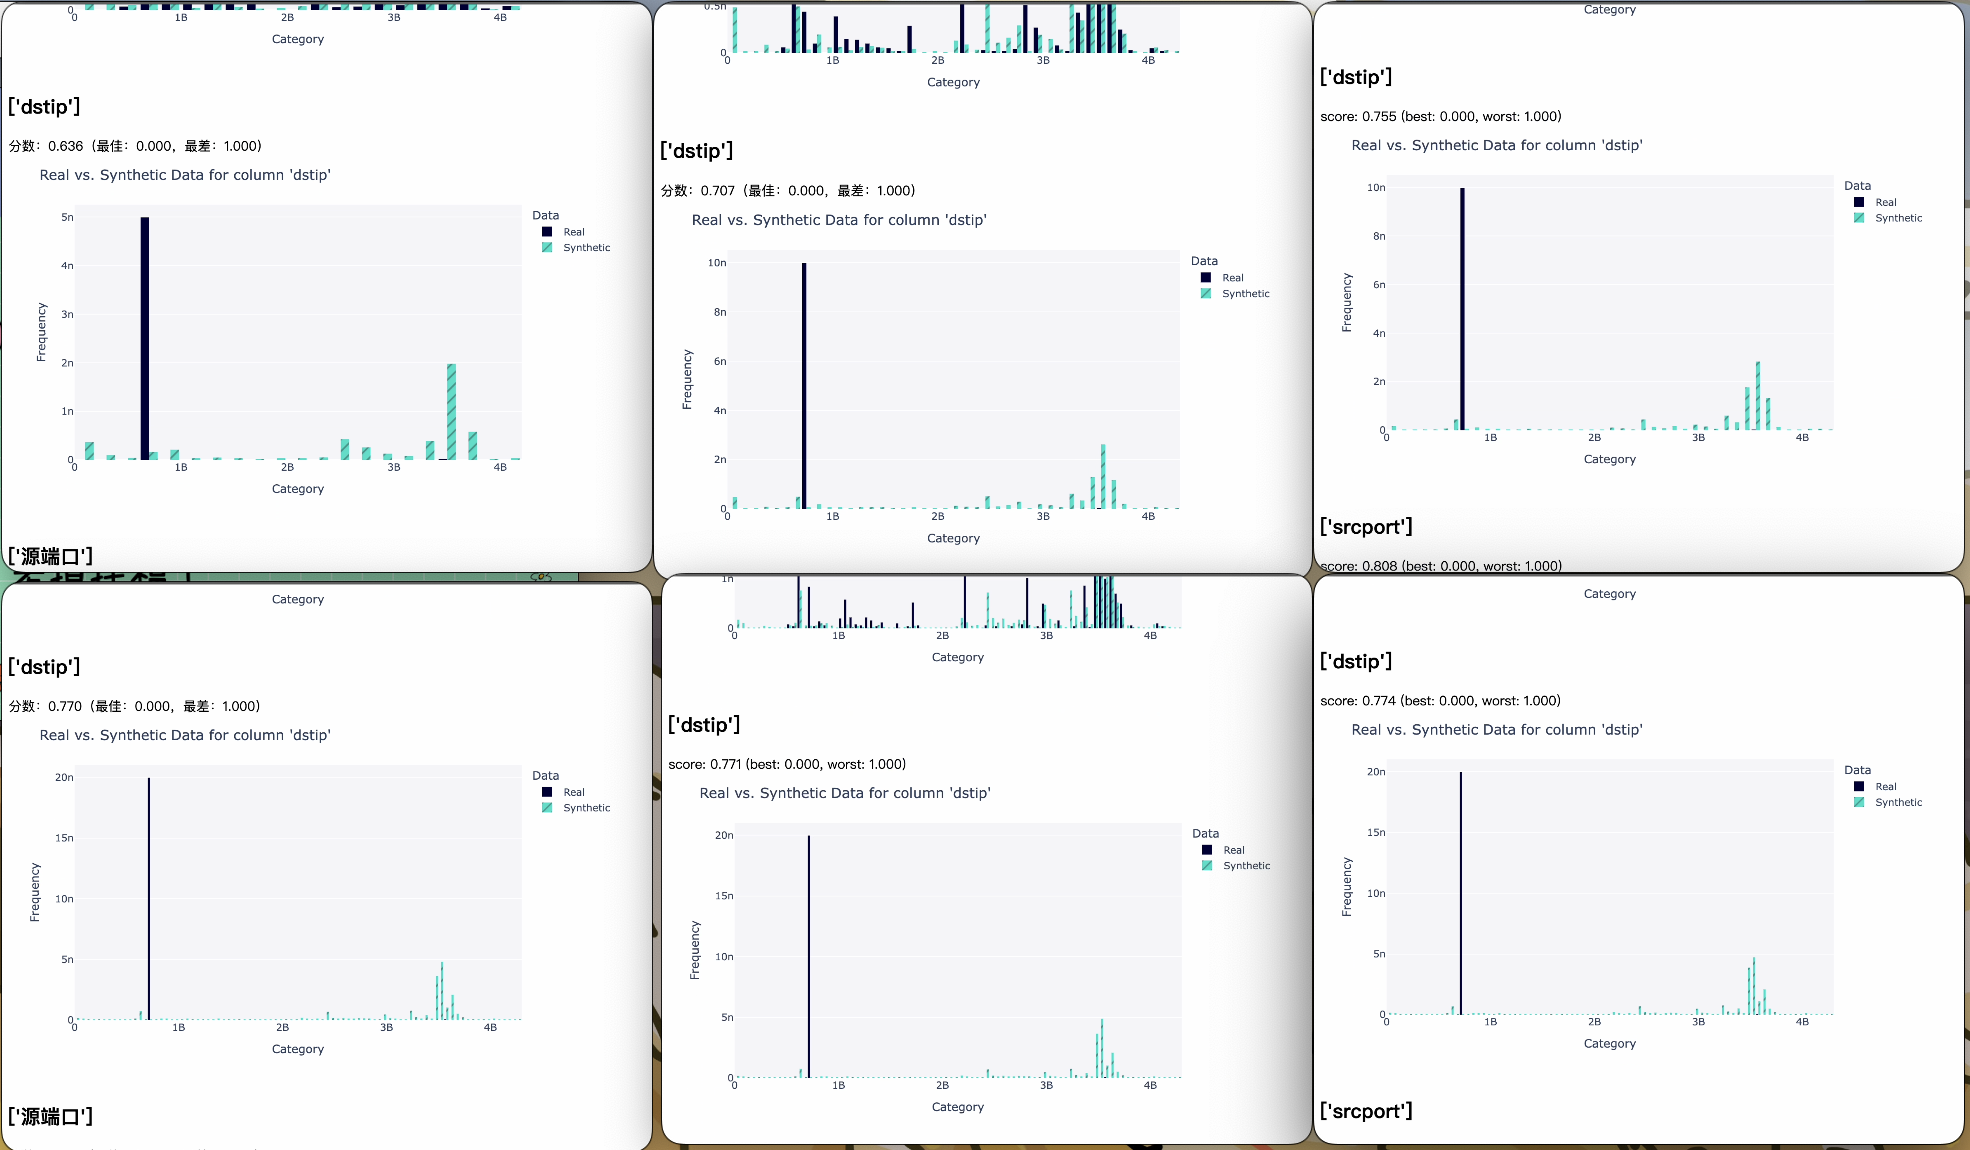 0
0
1B
2B
3B
4B
Category
['dstip']
分数：0.636（最佳：0.000，最差：1.000）
Real vs. Synthetic Data for column 'dstip'
Data
Real
Synthetic
Frequency
5n
4n
3n
2n
1n
0
0
1B
2B
3B
4B
Category
['源端口']
0.5n
0
0
1B
2B
3B
4B
Category
['dstip']
分数：0.707（最佳：0.000，最差：1.000）
Real vs. Synthetic Data for column 'dstip'
Data
Real
Synthetic
Frequency
10n
8n
6n
4n
2n
0
0
1B
2B
3B
4B
Category
Category
['dstip']
score: 0.755 (best: 0.000, worst: 1.000)
Real vs. Synthetic Data for column 'dstip'
Data
Real
Synthetic
Frequency
10n
8n
6n
4n
2n
0
0
1B
2B
3B
4B
Category
['srcport']
score: 0.808 (best: 0.000, worst: 1.000)
Category
['dstip']
分数：0.770（最佳：0.000，最差：1.000）
Real vs. Synthetic Data for column 'dstip'
Data
Real
Synthetic
Frequency
20n
15n
10n
5n
0
0
1B
2B
3B
4B
Category
['源端口']
1n
0
0
1B
2B
3B
4B
Category
['dstip']
score: 0.771 (best: 0.000, worst: 1.000)
Real vs. Synthetic Data for column 'dstip'
Data
Real
Synthetic
Frequency
20n
15n
10n
5n
0
0
1B
2B
3B
4B
Category
Category
['dstip']
score: 0.774 (best: 0.000, worst: 1.000)
Real vs. Synthetic Data for column 'dstip'
Data
Real
Synthetic
Frequency
20n
15n
10n
5n
0
0
1B
2B
3B
4B
Category
['srcport']